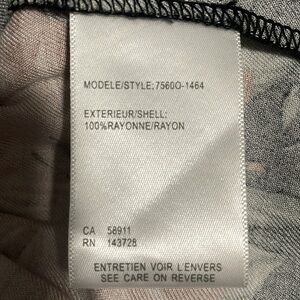 MODELE/STYLE: 7560O-1464
EXTERIEUR/SHELL:
100%RAYONNE/RAYON
CA 58911
RN 143728
ENTRETIEN VOIR L'ENVERS
SEE CARE ON REVERSE